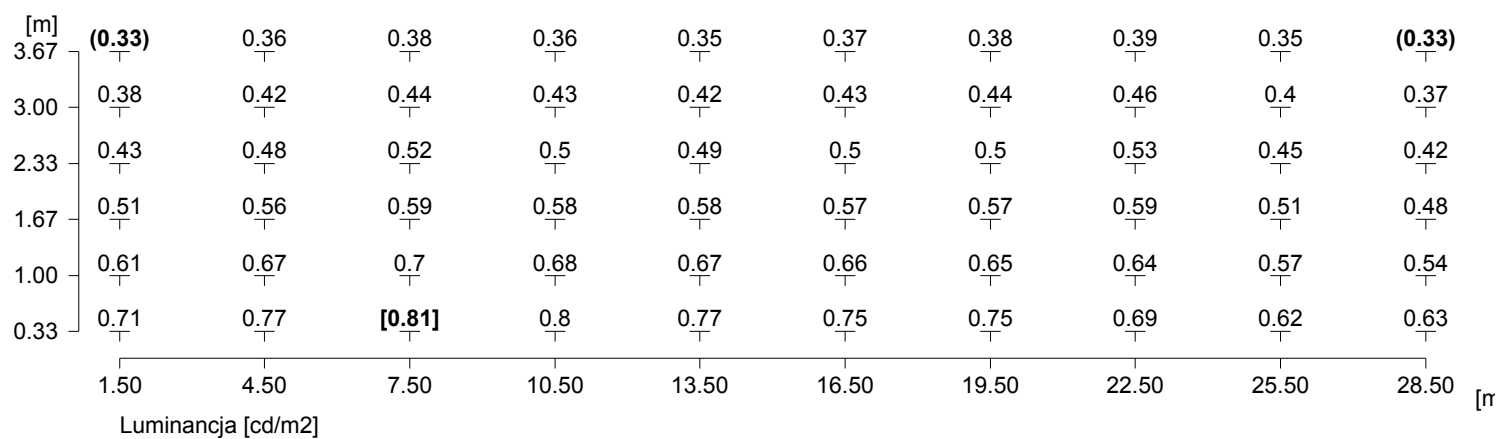 [m]
3.67 (0.33) 0.36 0.38 0.36 0.35 0.37 0.38 0.39 0.35 (0.33)
3.00 0.38 0.42 0.44 0.43 0.42 0.43 0.44 0.46 0.4 0.37
2.33 0.43 0.48 0.52 0.5 0.49 0.5 0.5 0.53 0.45 0.42
1.67 0.51 0.56 0.59 0.58 0.58 0.57 0.57 0.59 0.51 0.48
1.00 0.61 0.67 0.7 0.68 0.67 0.66 0.65 0.64 0.57 0.54
0.33 0.71 0.77 [0.81] 0.8 0.77 0.75 0.75 0.69 0.62 0.63
1.50 4.50 7.50 10.50 13.50 16.50 19.50 22.50 25.50 28.50 [m
Luminancja [cd/m2]